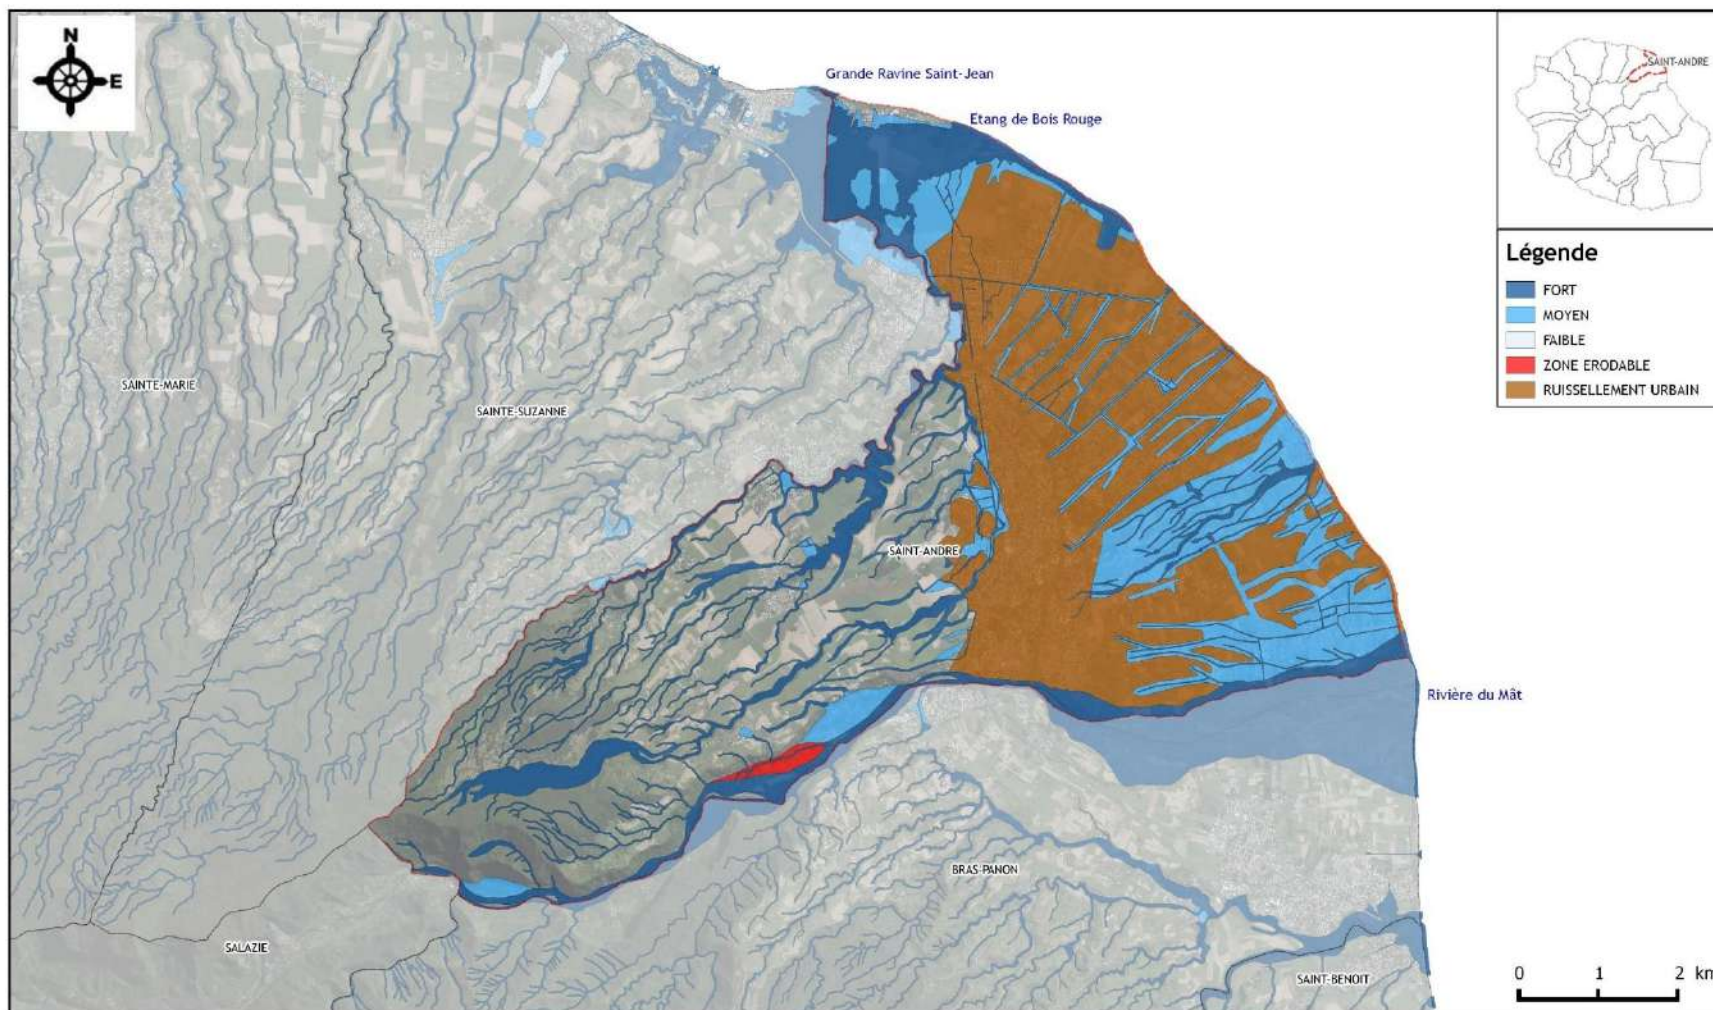 N
E
Grande Ravine Saint-Jean
Etang de Bois Rouge
SAINT-ANDRE
Légende
FORT
MOYEN
FAIBLE
ZONE ERODABLE
RUISSELLEMENT URBAIN
SAINTE-MARIE
SAINTE-SUZANNE
SAINT-ANDRE
Rivière du Mât
BRAS-PANON
SALAZIE
SAINT-BENOIT
0 1 2 km